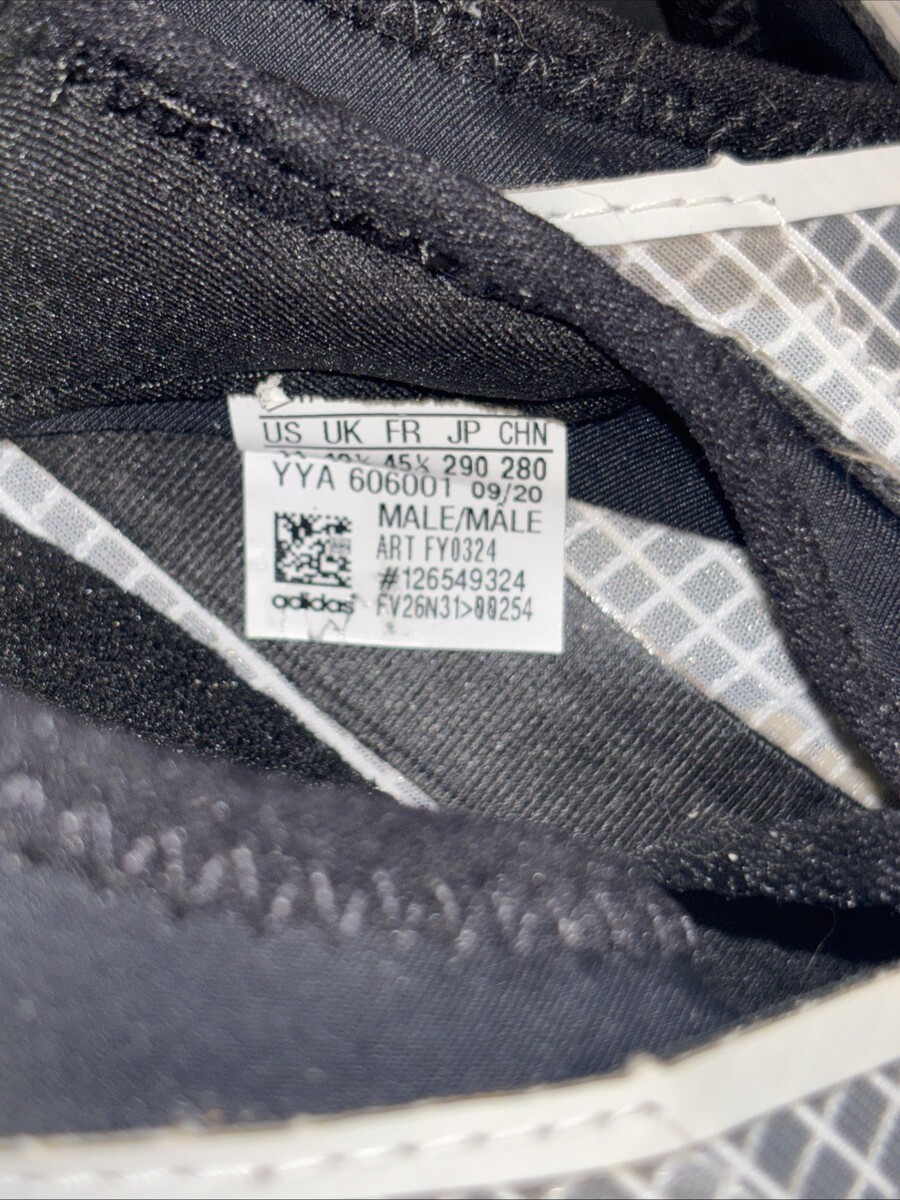 US UK FR JP CHN
45⅓ 290 280
YYA 606001 09/20
MALE/MÂLE
ART FY0324
#126549324
adidas FV26N31>00254